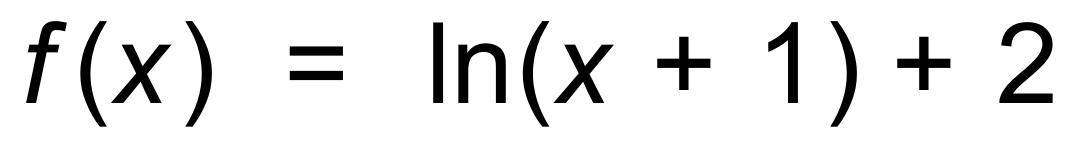 f(x) = ln(x + 1) + 2